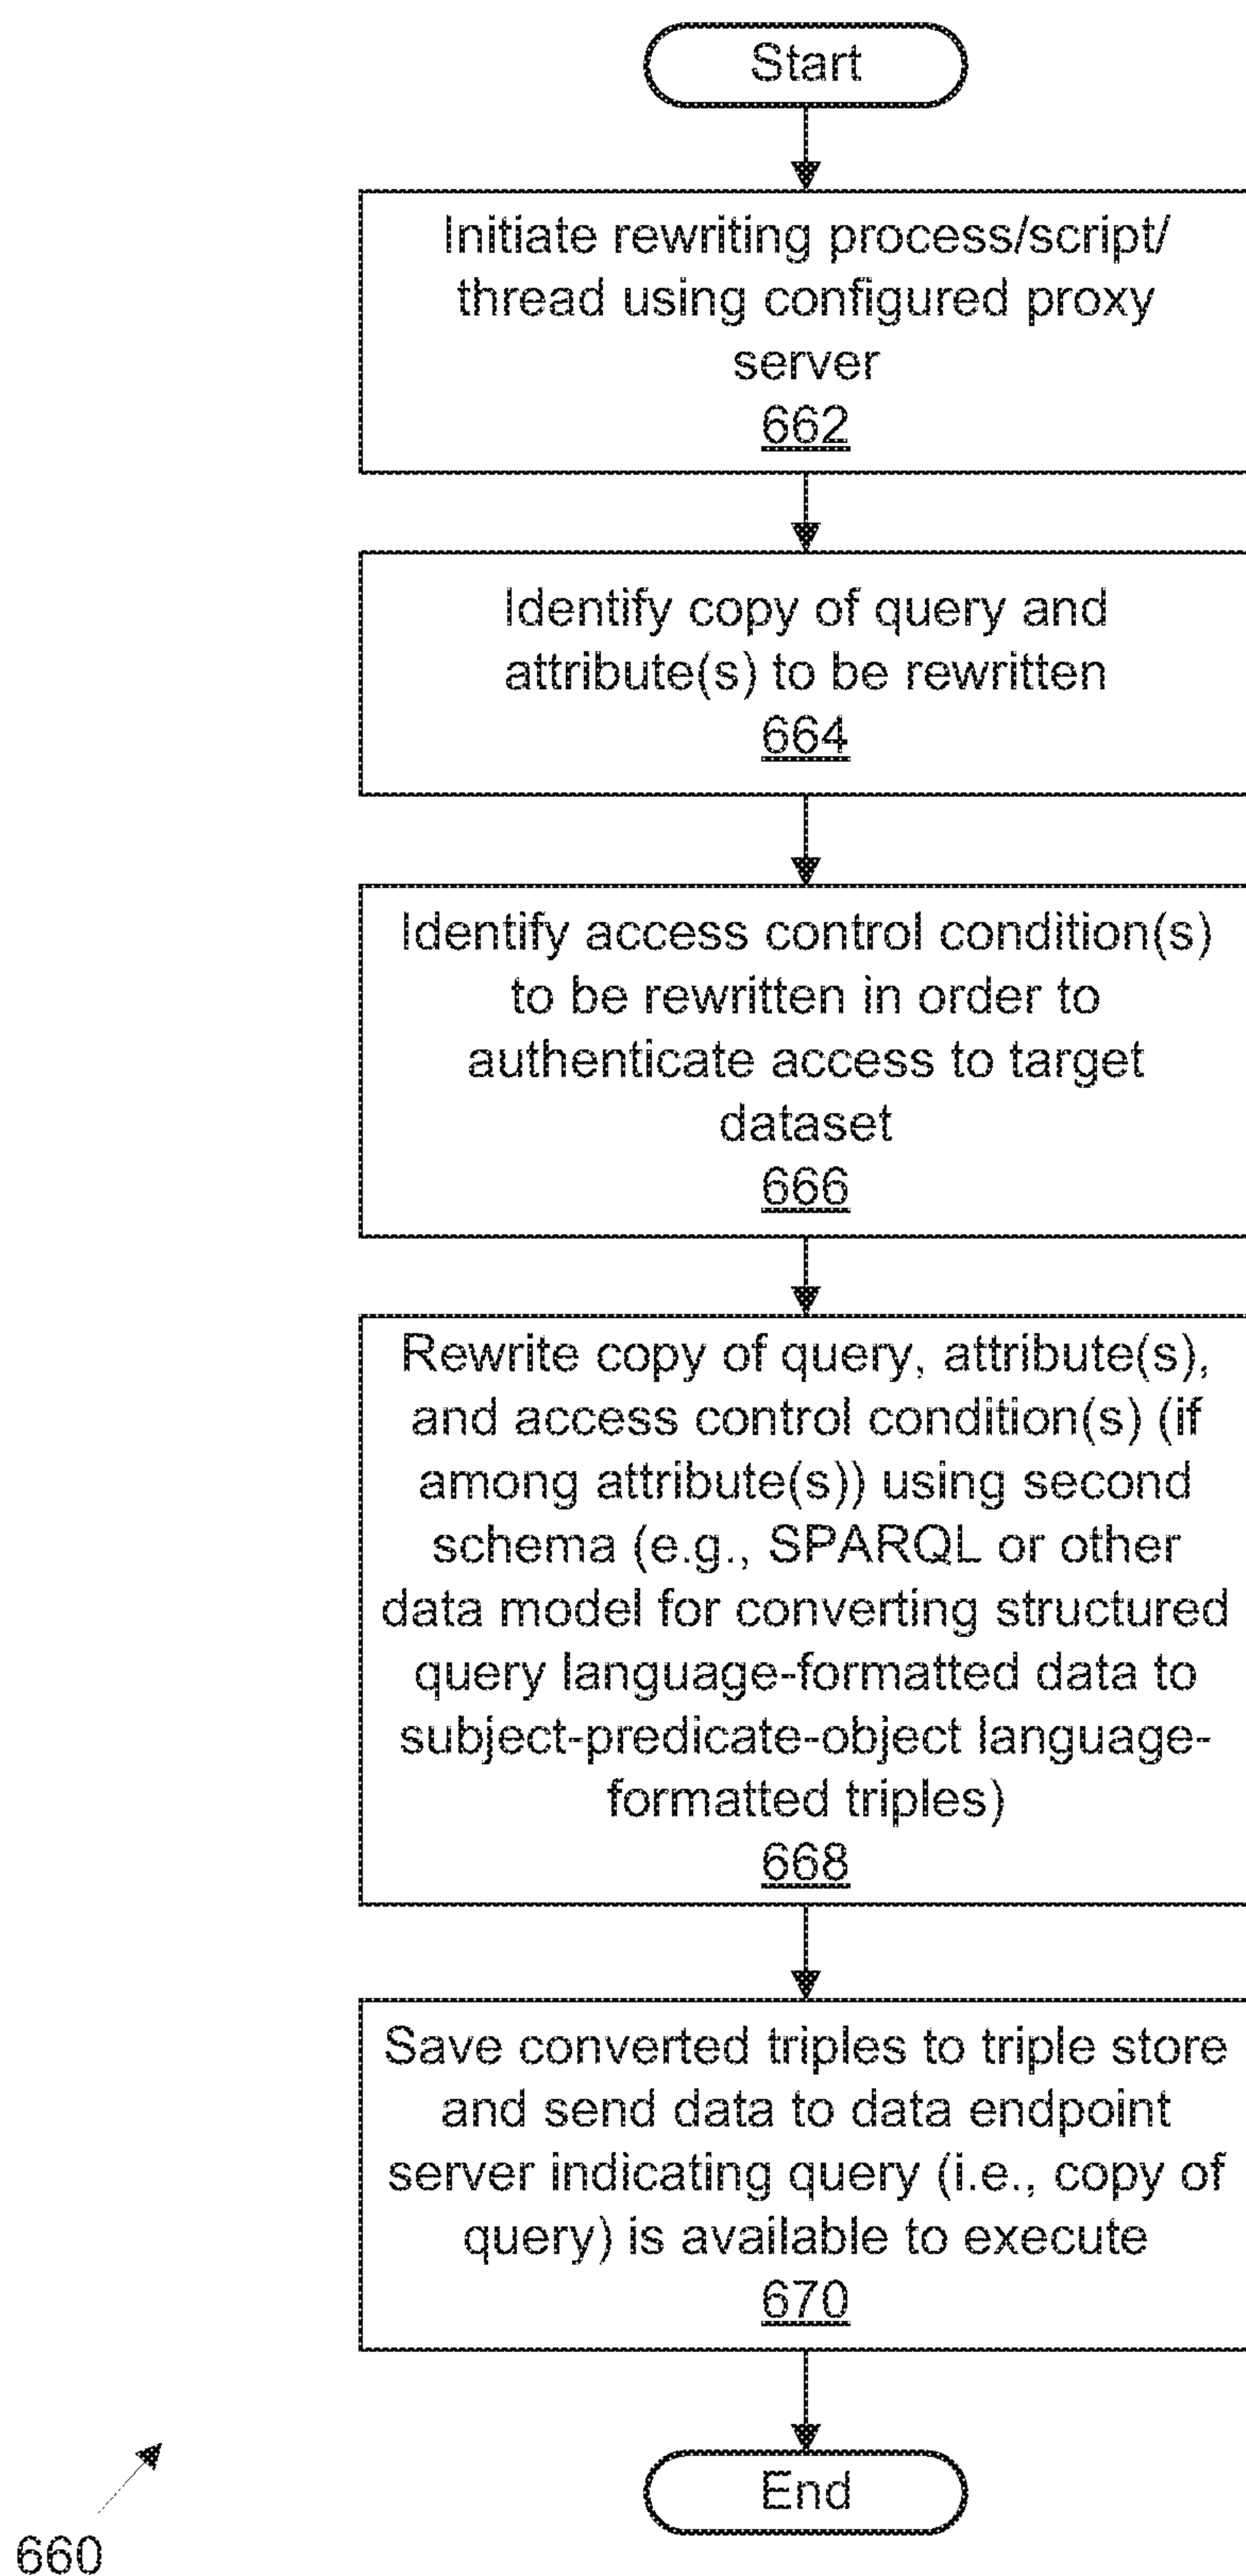 Start
Initiate rewriting process/script/
thread using configured proxy
server
662
Identify copy of query and
attribute(s) to be rewritten
664
Identify access control condition(s)
to be rewritten in order to
authenticate access to target
dataset
666
Rewrite copy of query, attribute(s),
and access control condition(s) (if
among attribute(s)) using second
schema (e.g., SPARQL or other
data model for converting structured
query language-formatted data to
subject-predicate-object language-
formatted triples)
668
Save converted triples to triple store
and send data to data endpoint
server indicating query (i.e., copy of
query) is available to execute
670
End
660